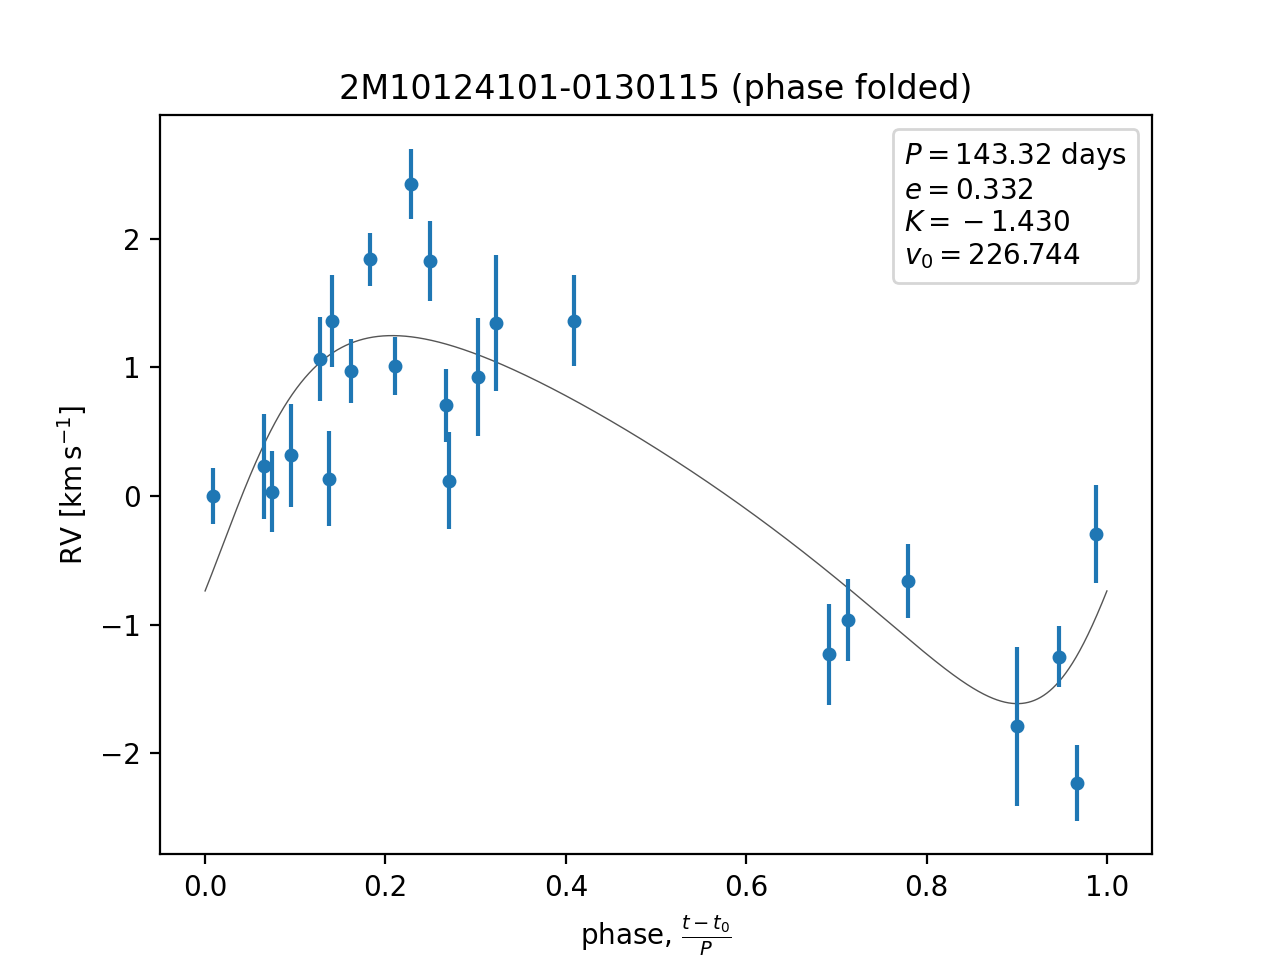 2M10124101-0130115 (phase folded)
P = 143.32 days
e = 0.332
K = − 1.430
v₀ = 226.744
2
1
0
−1
−2
RV [km s⁻¹]
0.0 0.2 0.4 0.6 0.8 1.0
phase, (t − t₀)/P